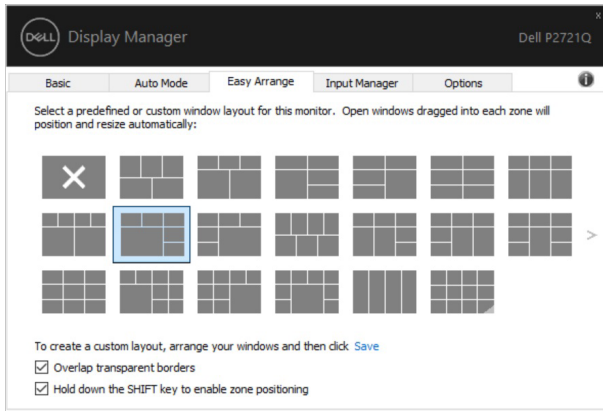 x
DELL Display Manager
Dell P2721Q
Basic Auto Mode Easy Arrange Input Manager Options
Select a predefined or custom window layout for this monitor. Open windows dragged into each zone will
position and resize automatically:
To create a custom layout, arrange your windows and then click Save
Overlap transparent borders
Hold down the SHIFT key to enable zone positioning